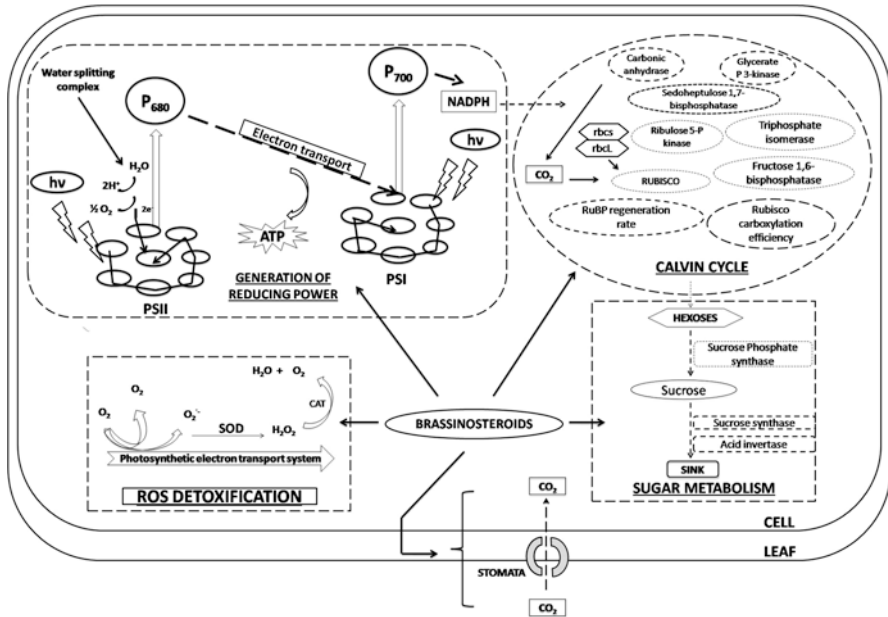 Water splitting
complex
P680
hν
H2O
2H+
½ O2
2e-
PSII
Electron transport
ATP
GENERATION OF
REDUCING POWER
P700
NADPH
hν
PSI
Carbonic
anhydrase
Glycerate
P 3-kinase
Sedoheptulose 1,7-
bisphosphatase
rbcs
rbcL
Ribulose 5-P
kinase
Triphosphate
isomerase
CO2
RUBISCO
Fructose 1,6-
bisphosphatase
RuBP regeneration
rate
Rubisco
carboxylation
efficiency
CALVIN CYCLE
HEXOSES
Sucrose Phosphate
synthase
Sucrose
Sucrose synthase
Acid invertase
SINK
SUGAR METABOLISM
H2O + O2
CAT
O2
O2
O2·-
SOD
H2O2
Photosynthetic electron transport system
ROS DETOXIFICATION
BRASSINOSTEROIDS
CO2
CELL
LEAF
STOMATA
CO2